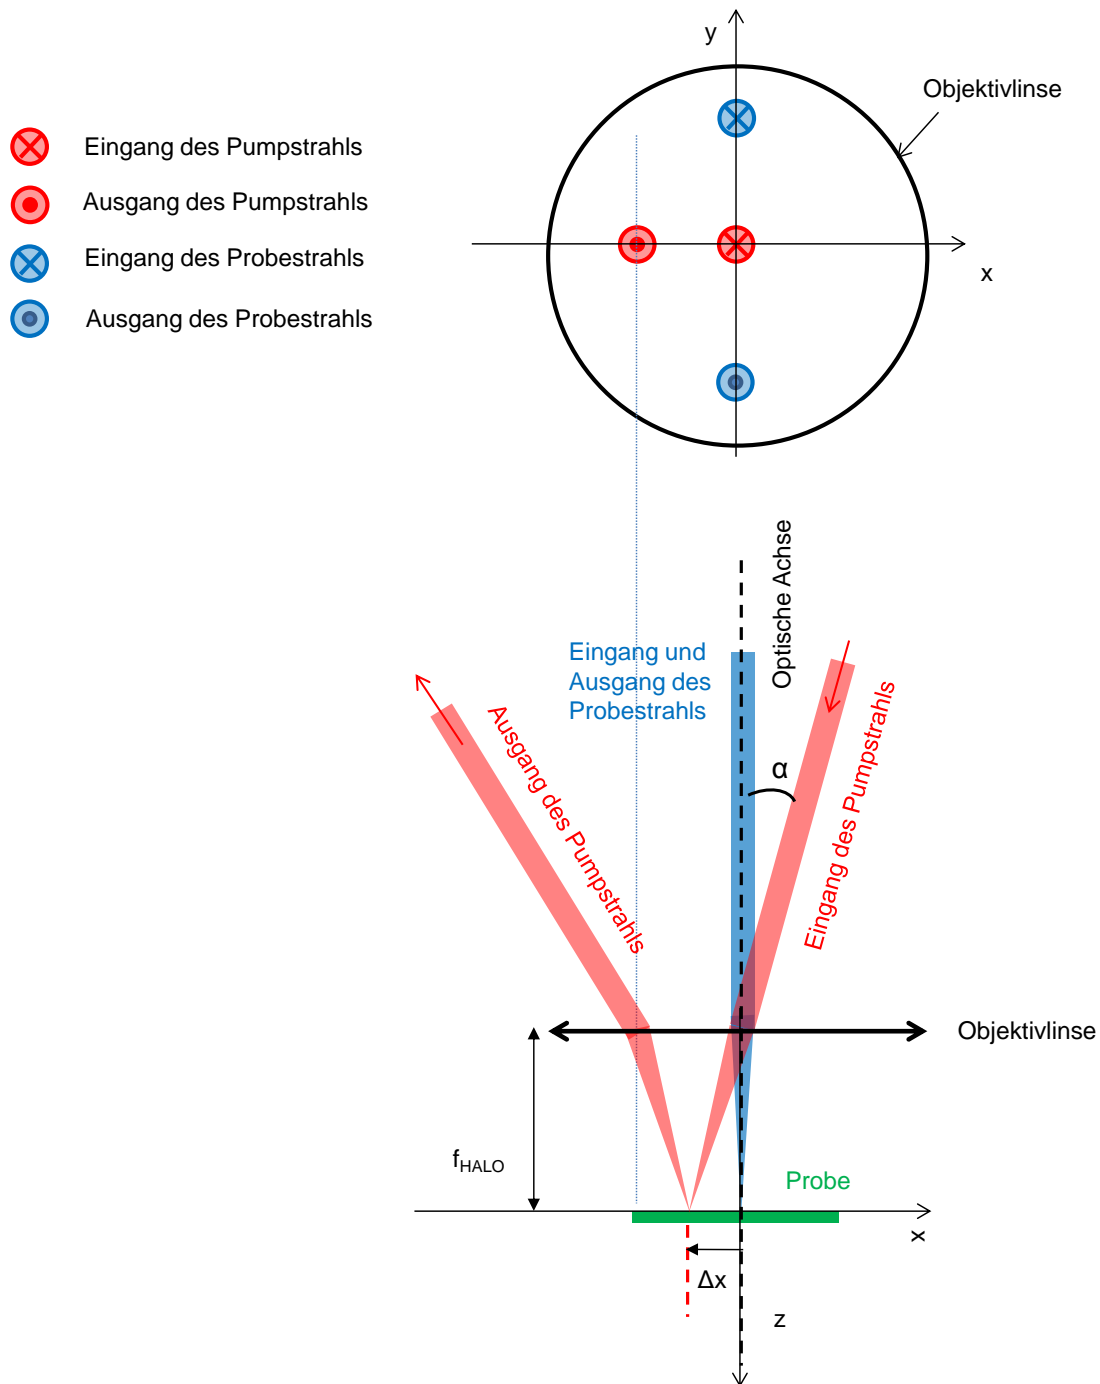 y
Objektivlinse
Eingang des Pumpstrahls
Ausgang des Pumpstrahls
Eingang des Probestrahls
Ausgang des Probestrahls
x
Optische Achse
Eingang und
Ausgang des
Probestrahls
Ausgang des Pumpstrahls
α
Eingang des Pumpstrahls
Objektivlinse
fHALO
Probe
x
Δx
z